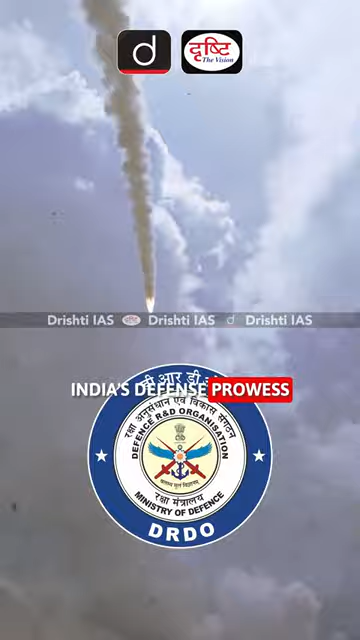 d
दृष्टि
The Vision
Drishti IAS Drishti IAS d Drishti IAS
INDIA'S DEFENSE PROWESS
रक्षा अनुसंधान एवं विकास संगठन
DEFENCE R&D ORGANISATION
रक्षा मंत्रालय
MINISTRY OF DEFENCE
DRDO